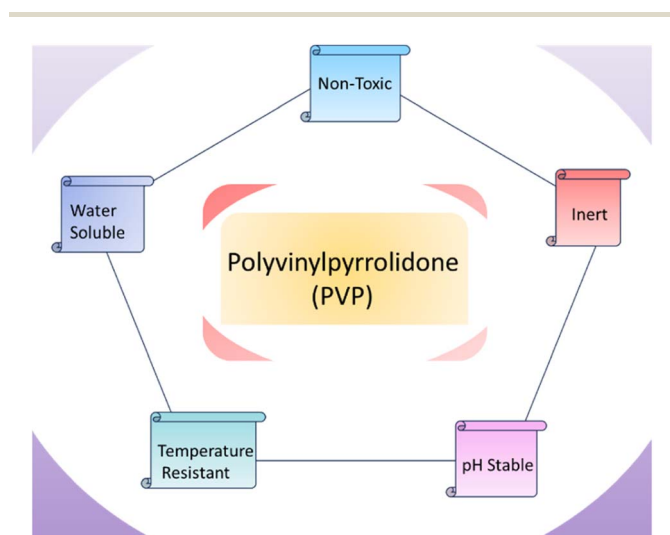 Non-Toxic
Water
Soluble
Inert
Polyvinylpyrrolidone
(PVP)
Temperature
Resistant
pH Stable